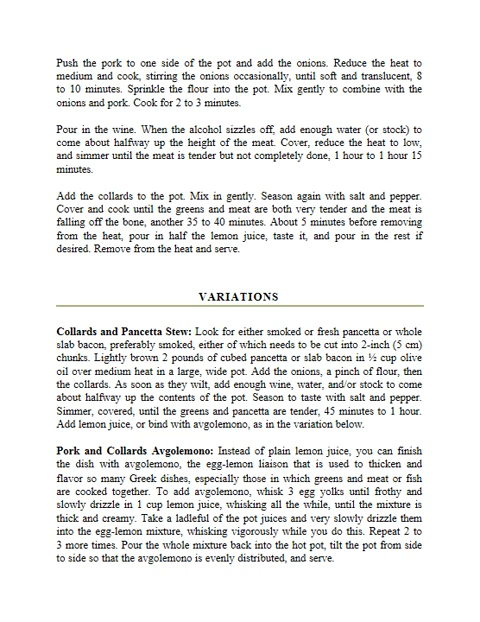 Push the pork to one side of the pot and add the onions. Reduce the heat to
medium and cook, stirring the onions occasionally, until soft and translucent, 8
to 10 minutes. Sprinkle the flour into the pot. Mix gently to combine with the
onions and pork. Cook for 2 to 3 minutes.
Pour in the wine. When the alcohol sizzles off, add enough water (or stock) to
come about halfway up the height of the meat. Cover, reduce the heat to low,
and simmer until the meat is tender but not completely done, 1 hour to 1 hour 15
minutes.
Add the collards to the pot. Mix in gently. Season again with salt and pepper.
Cover and cook until the greens and meat are both very tender and the meat is
falling off the bone, another 35 to 40 minutes. About 5 minutes before removing
from the heat, pour in half the lemon juice, taste it, and pour in the rest if
desired. Remove from the heat and serve.
VARIATIONS
Collards and Pancetta Stew: Look for either smoked or fresh pancetta or whole
slab bacon, preferably smoked, either of which needs to be cut into 2-inch (5 cm)
chunks. Lightly brown 2 pounds of cubed pancetta or slab bacon in ½ cup olive
oil over medium heat in a large, wide pot. Add the onions, a pinch of flour, then
the collards. As soon as they wilt, add enough wine, water, and/or stock to come
about halfway up the contents of the pot. Season to taste with salt and pepper.
Simmer, covered, until the greens and pancetta are tender, 45 minutes to 1 hour.
Add lemon juice, or bind with avgolemono, as in the variation below.
Pork and Collards Avgolemono: Instead of plain lemon juice, you can finish
the dish with avgolemono, the egg-lemon liaison that is used to thicken and
flavor so many Greek dishes, especially those in which greens and meat or fish
are cooked together. To add avgolemono, whisk 3 egg yolks until frothy and
slowly drizzle in 1 cup lemon juice, whisking all the while, until the mixture is
thick and creamy. Take a ladleful of the pot juices and very slowly drizzle them
into the egg-lemon mixture, whisking vigorously while you do this. Repeat 2 to
3 more times. Pour the whole mixture back into the hot pot, tilt the pot from side
to side so that the avgolemono is evenly distributed, and serve.